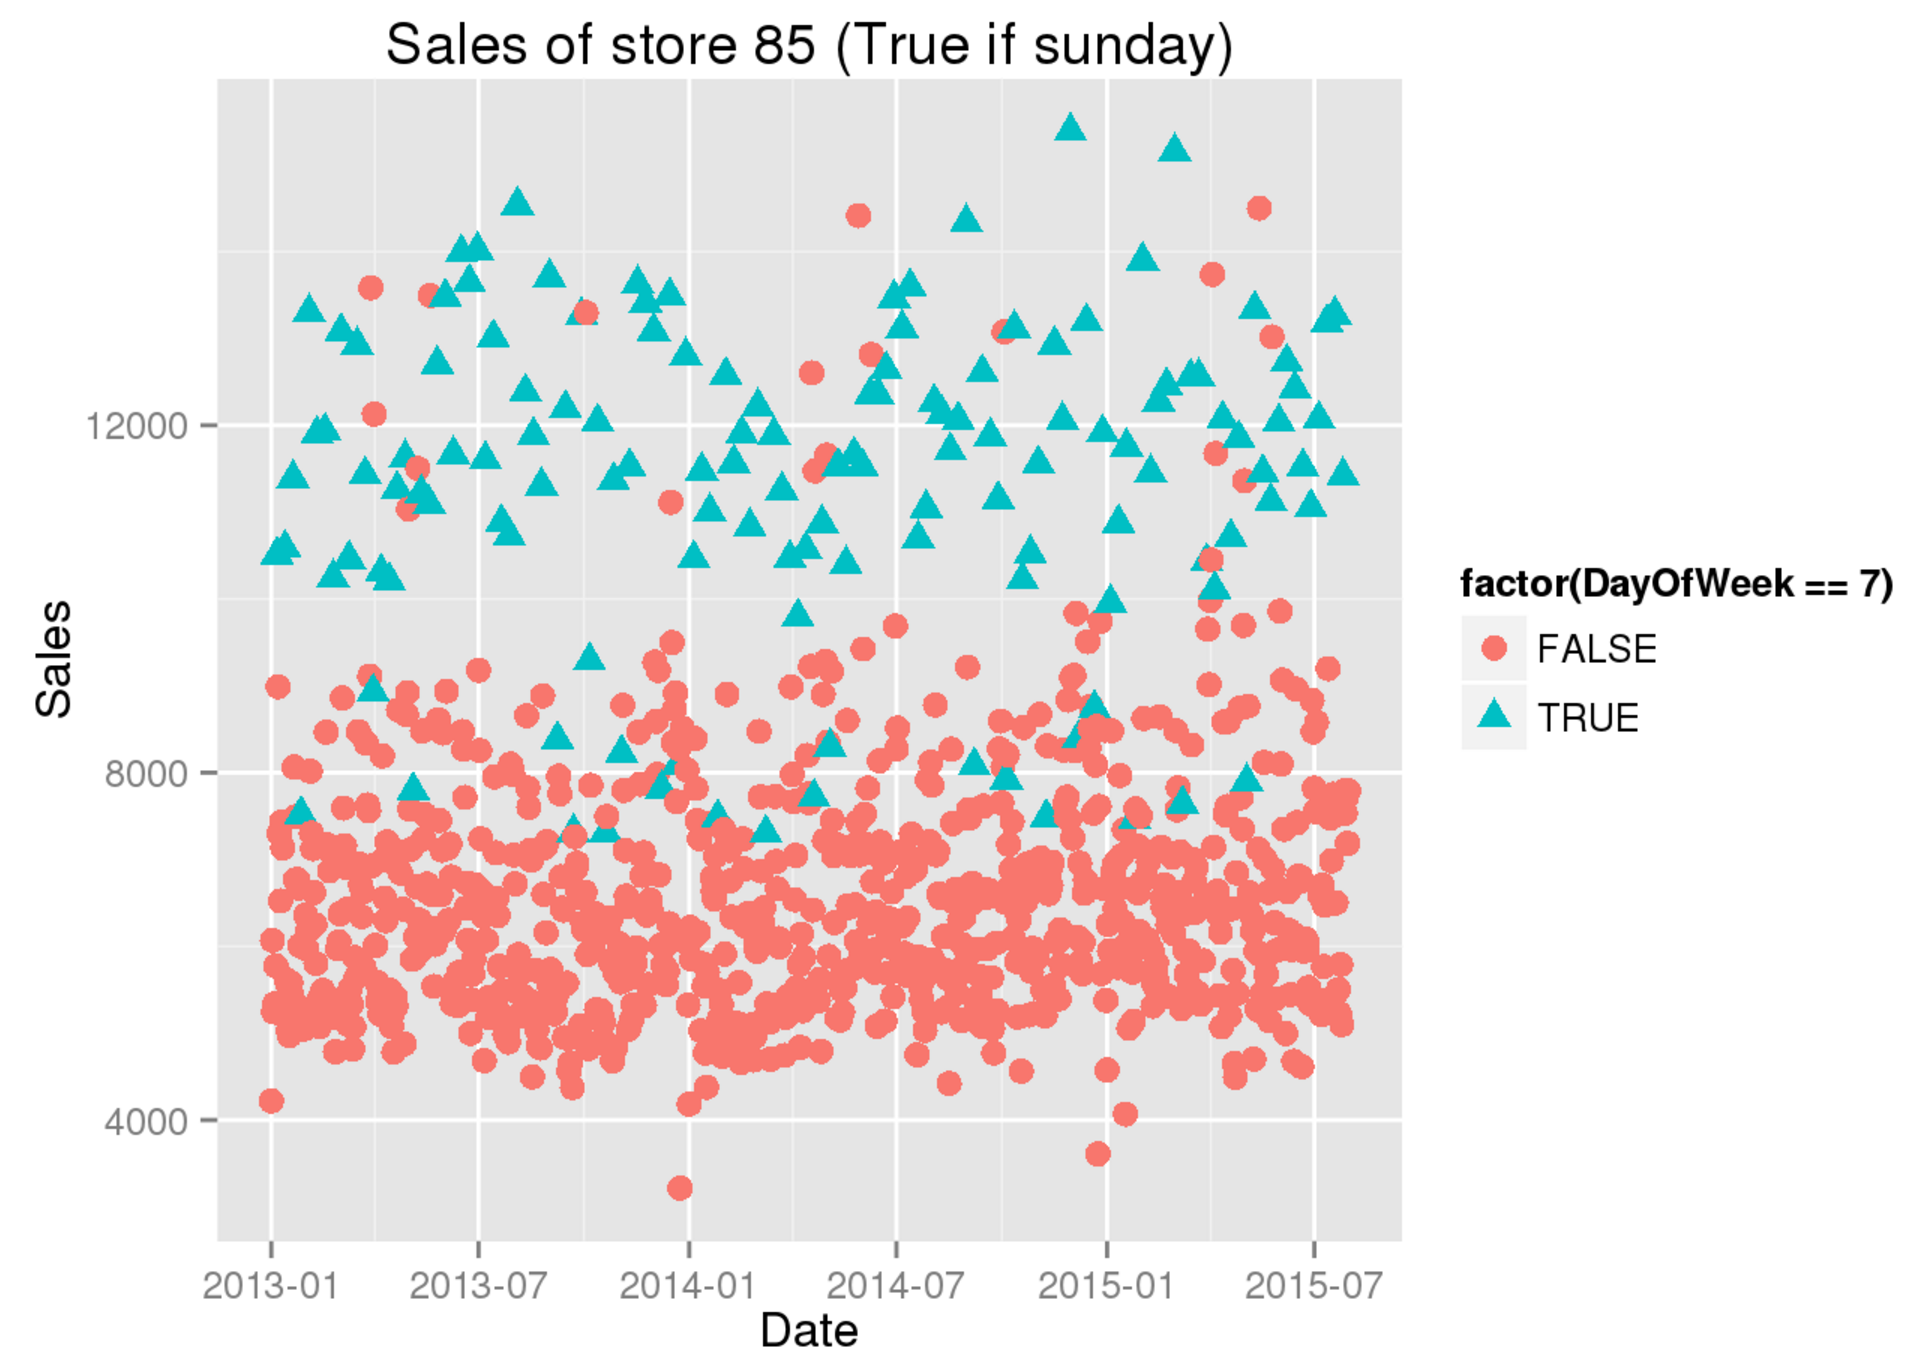 Sales of store 85 (True if sunday)
Sales
12000
8000
4000
2013-01 2013-07 2014-01 2014-07 2015-01 2015-07
Date
factor(DayOfWeek == 7)
FALSE
TRUE